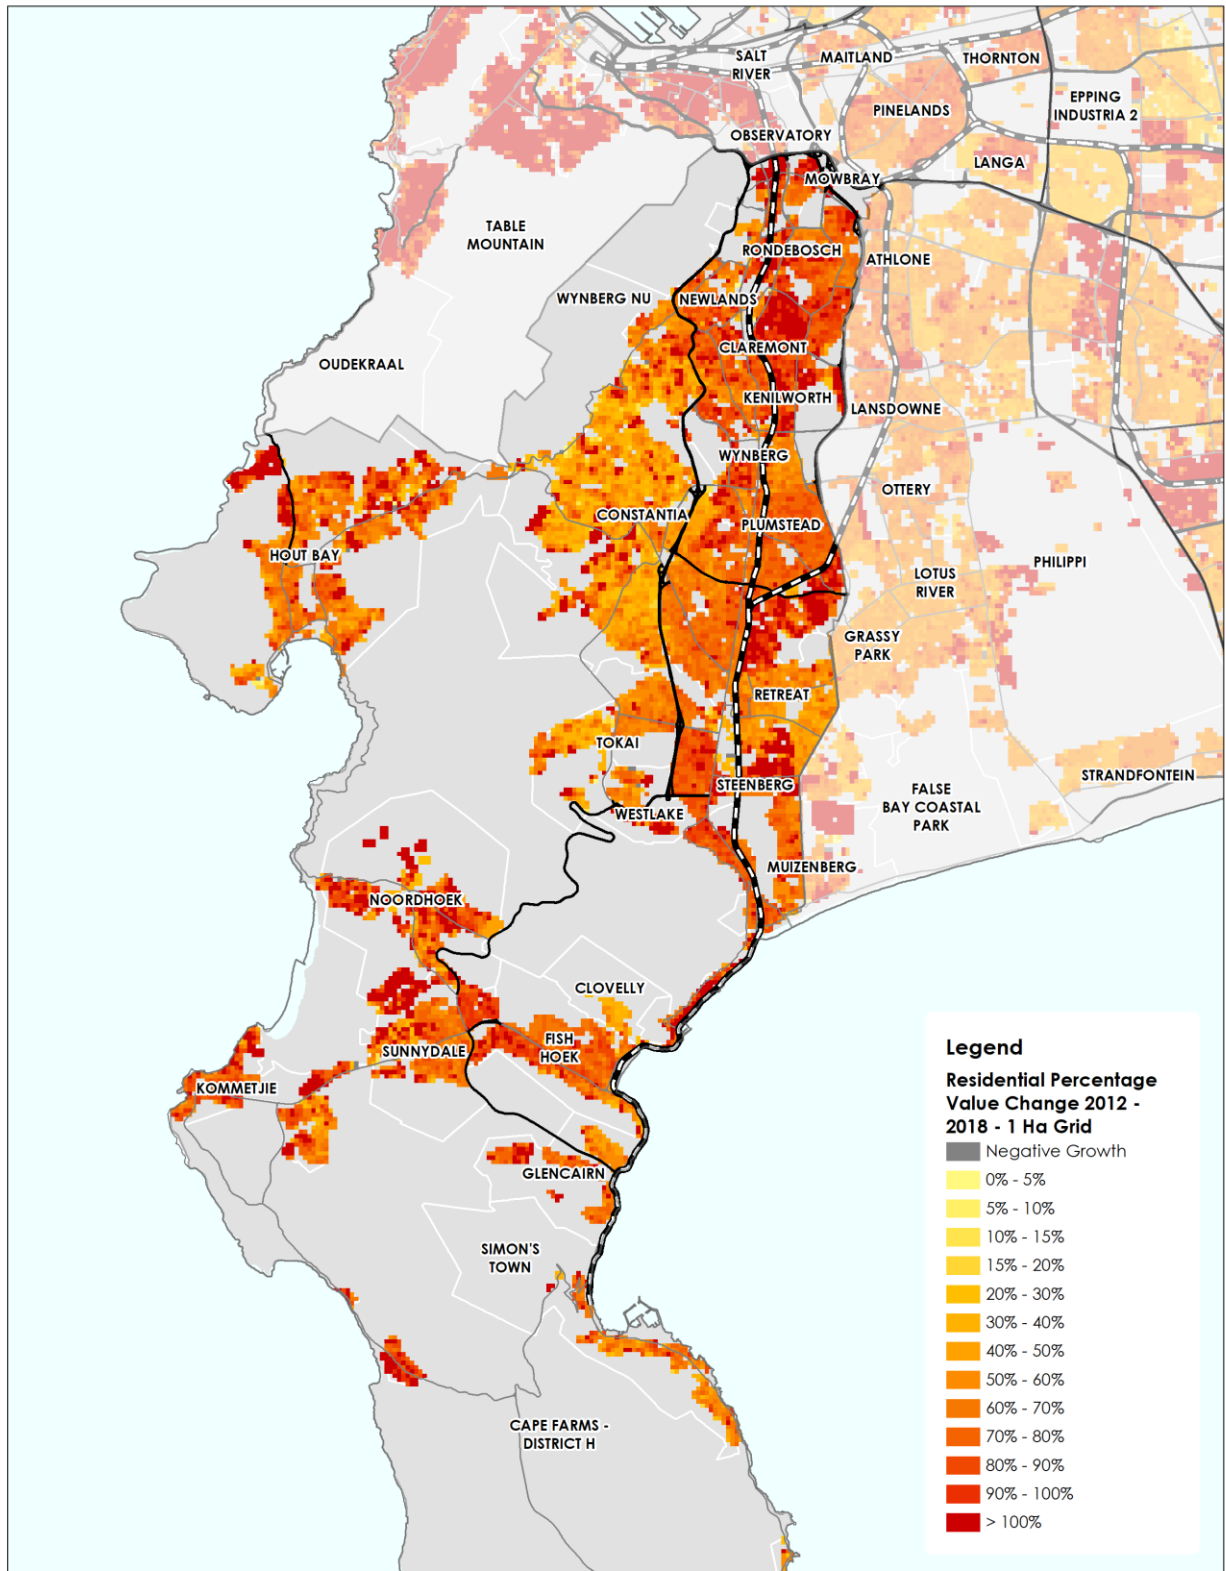 SALT
RIVER
MAITLAND
THORNTON
EPPING
INDUSTRIA 2
PINELANDS
OBSERVATORY
LANGA
MOWBRAY
TABLE
MOUNTAIN
RONDEBOSCH
ATHLONE
WYNBERG NU
NEWLANDS
CLAREMONT
OUDEKRAAL
KENILWORTH
LANSDOWNE
WYNBERG
OTTERY
CONSTANTIA
PLUMSTEAD
HOUT BAY
PHILIPPI
LOTUS
RIVER
GRASSY
PARK
RETREAT
TOKAI
STRANDFONTEIN
STEENBERG
FALSE
BAY COASTAL
PARK
WESTLAKE
MUIZENBERG
NOORDHOEK
CLOVELLY
FISH
HOEK
SUNNYDALE
KOMMETJIE
GLENCAIRN
SIMON'S
TOWN
CAPE FARMS -
DISTRICT H
Legend
Residential Percentage
Value Change 2012 -
2018 - 1 Ha Grid
Negative Growth
0% - 5%
5% - 10%
10% - 15%
15% - 20%
20% - 30%
30% - 40%
40% - 50%
50% - 60%
60% - 70%
70% - 80%
80% - 90%
90% - 100%
> 100%